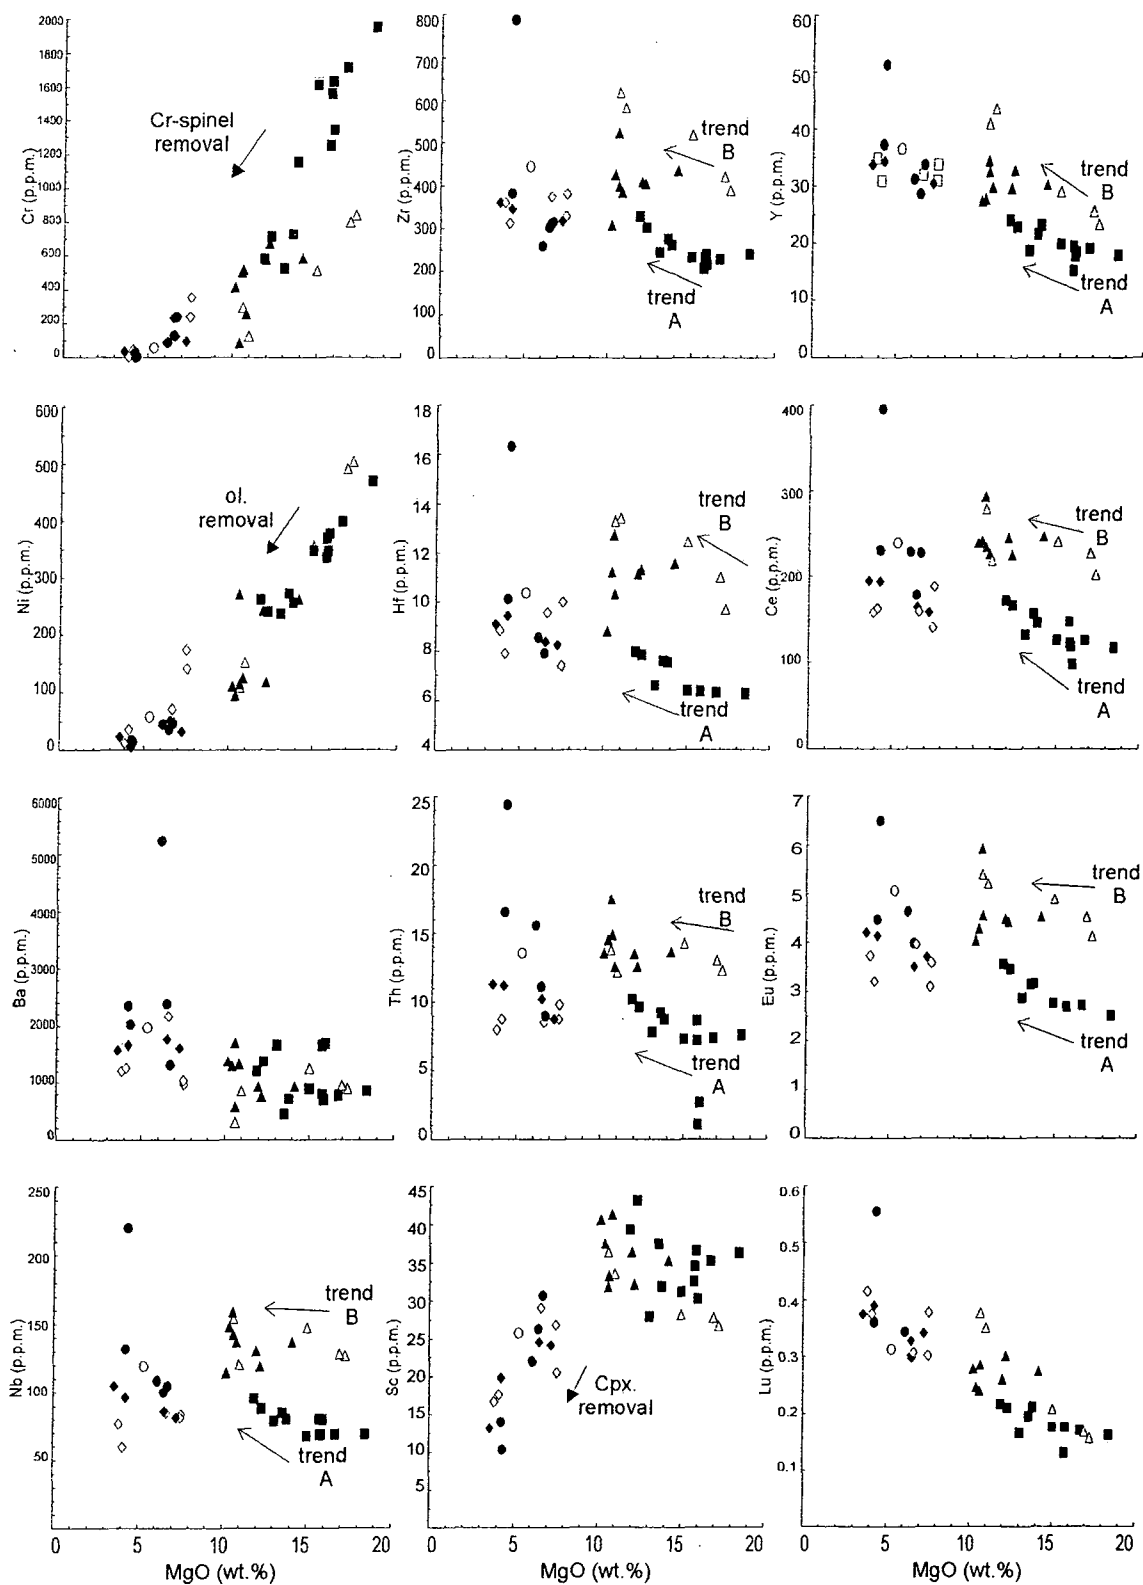 2000
1800
1600
1400
1200
1000
800
600
400
200
0
Cr (p.p.m.)
Cr-spinel
removal
800
700
600
500
400
300
200
100
0
Zr (p.p.m.)
trend
B
trend
A
60
50
40
30
20
10
0
Y (p.p.m.)
trend
B
trend
A
600
500
400
300
200
100
0
Ni (p.p.m.)
ol.
removal
18
16
14
12
10
8
6
4
Hf (p.p.m.)
trend
B
trend
A
400
300
200
100
0
Ce (p.p.m.)
trend
B
trend
A
6000
5000
4000
3000
2000
1000
0
Ba (p.p.m.)
25
20
15
10
5
0
Th (p.p.m.)
trend
B
trend
A
7
6
5
4
3
2
1
0
Eu (p.p.m.)
trend
B
trend
A
250
200
150
100
50
Nb (p.p.m.)
trend
B
trend
A
0 5 10 15 20
MgO (wt.%)
45
40
35
30
25
20
15
10
5
0
Sc (p.p.m.)
Cpx.
removal
0 5 10 15 20
MgO (wt.%)
0.6
0.5
0.4
0.3
0.2
0.1
Lu (p.p.m.)
0 5 10 15 20
MgO (wt.%)